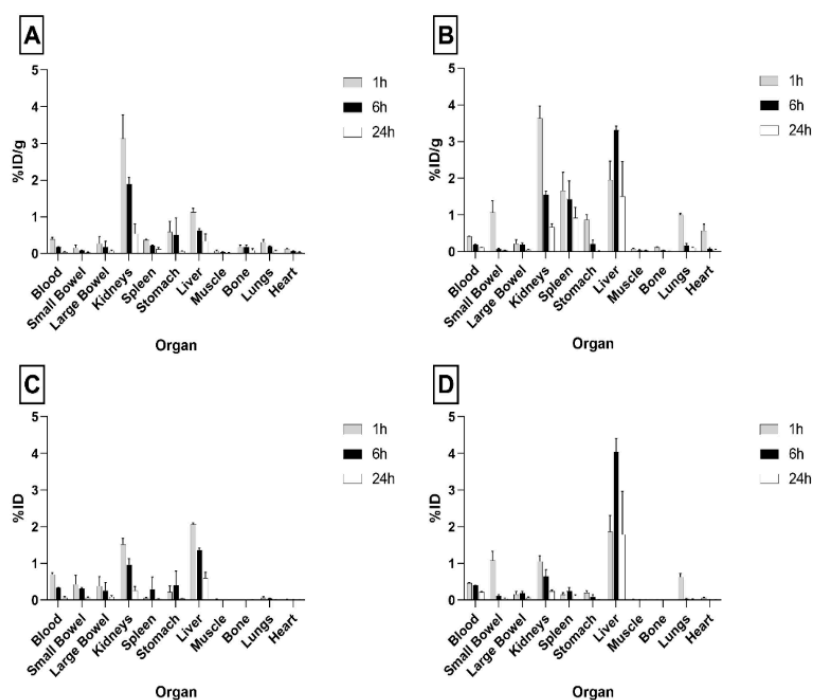 A
%ID/g
5
4
3
2
1
0
Blood
Small Bowel
Large Bowel
Kidneys
Spleen
Stomach
Liver
Muscle
Bone
Lungs
Heart
Organ
1h
6h
24h
B
%ID/g
5
4
3
2
1
0
Blood
Small Bowel
Large Bowel
Kidneys
Spleen
Stomach
Liver
Muscle
Bone
Lungs
Heart
Organ
1h
6h
24h
C
%ID
5
4
3
2
1
0
Blood
Small Bowel
Large Bowel
Kidneys
Spleen
Stomach
Liver
Muscle
Bone
Lungs
Heart
Organ
1h
6h
24h
D
%ID
5
4
3
2
1
0
Blood
Small Bowel
Large Bowel
Kidneys
Spleen
Stomach
Liver
Muscle
Bone
Lungs
Heart
Organ
1h
6h
24h